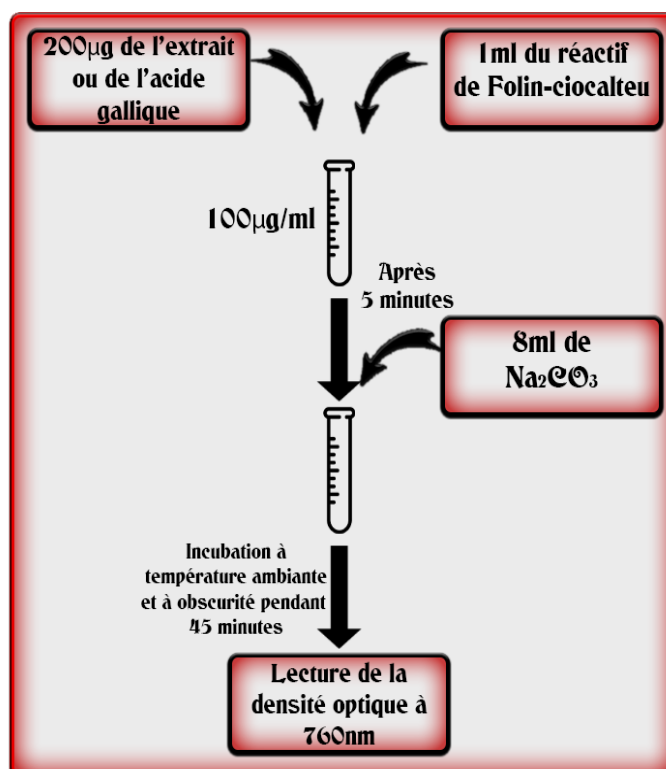 200µg de l'extrait
ou de l'acide
gallique
1ml du réactif
de Folin-ciocalteu
100µg/ml
Après
5 minutes
8ml de
Na₂CO₃
Incubation à
température ambiante
et à obscurité pendant
45 minutes
Lecture de la
densité optique à
760nm